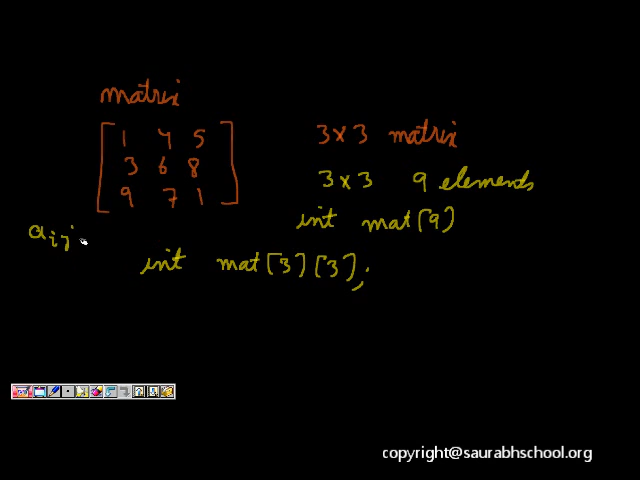 matrix
1 4 5
3 6 8
9 7 1
3x3 matrix
3x3 9 elements
int mat[9]
aij
int mat[3][3];
copyright@saurabhschool.org